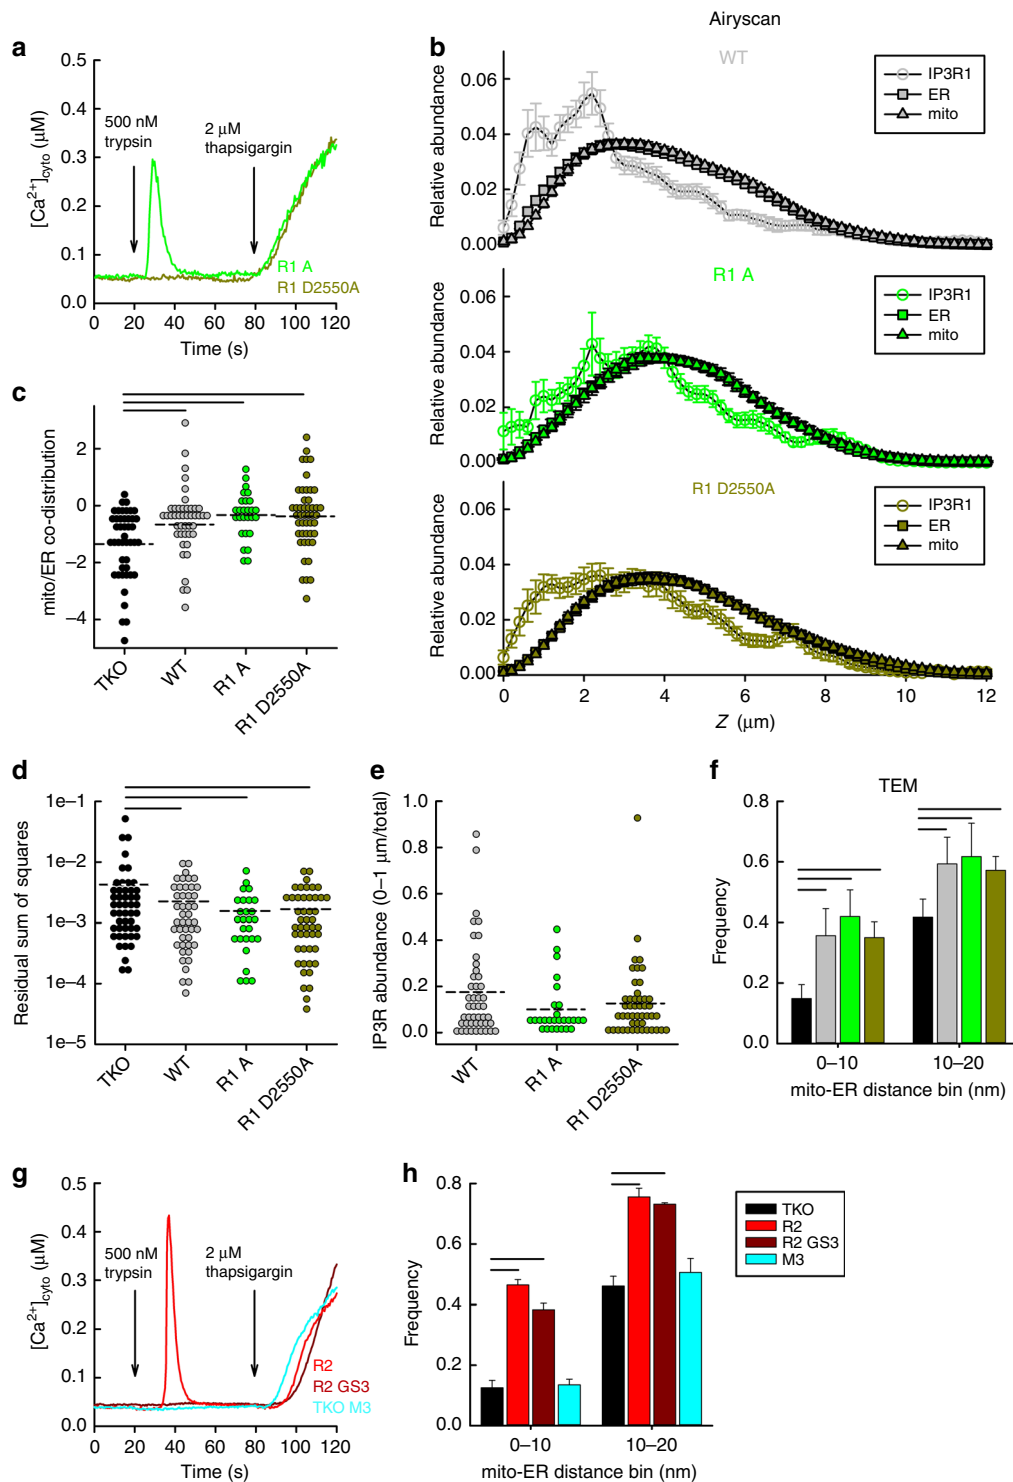 a
[Ca2+]cyto (μM)
0.5
0.4
0.3
0.2
0.1
0.0
500 nM
trypsin
2 μM
thapsigargin
R1 A
R1 D2550A
0 20 40 60 80 100 120
Time (s)
b
Airyscan
WT
Relative abundance
0.06
0.04
0.02
0.00
IP3R1
ER
mito
R1 A
Relative abundance
0.06
0.04
0.02
0.00
IP3R1
ER
mito
R1 D2550A
Relative abundance
0.06
0.04
0.02
0.00
IP3R1
ER
mito
0 2 4 6 8 10 12
Z (μm)
c
mito/ER co-distribution
2
0
−2
−4
TKO
WT
R1 A
R1 D2550A
d
Residual sum of squares
1e−1
1e−2
1e−3
1e−4
1e−5
TKO
WT
R1 A
R1 D2550A
e
IP3R abundance (0–1 μm/total)
1.0
0.8
0.6
0.4
0.2
0.0
WT
R1 A
R1 D2550A
f
TEM
Frequency
0.8
0.6
0.4
0.2
0.0
0–10 10–20
mito-ER distance bin (nm)
g
[Ca2+]cyto (μM)
0.5
0.4
0.3
0.2
0.1
0.0
500 nM
trypsin
2 μM
thapsigargin
R2
R2 GS3
TKO M3
0 20 40 60 80 100 120
Time (s)
h
Frequency
0.8
0.6
0.4
0.2
0.0
0–10 10–20
mito-ER distance bin (nm)
TKO
R2
R2 GS3
M3